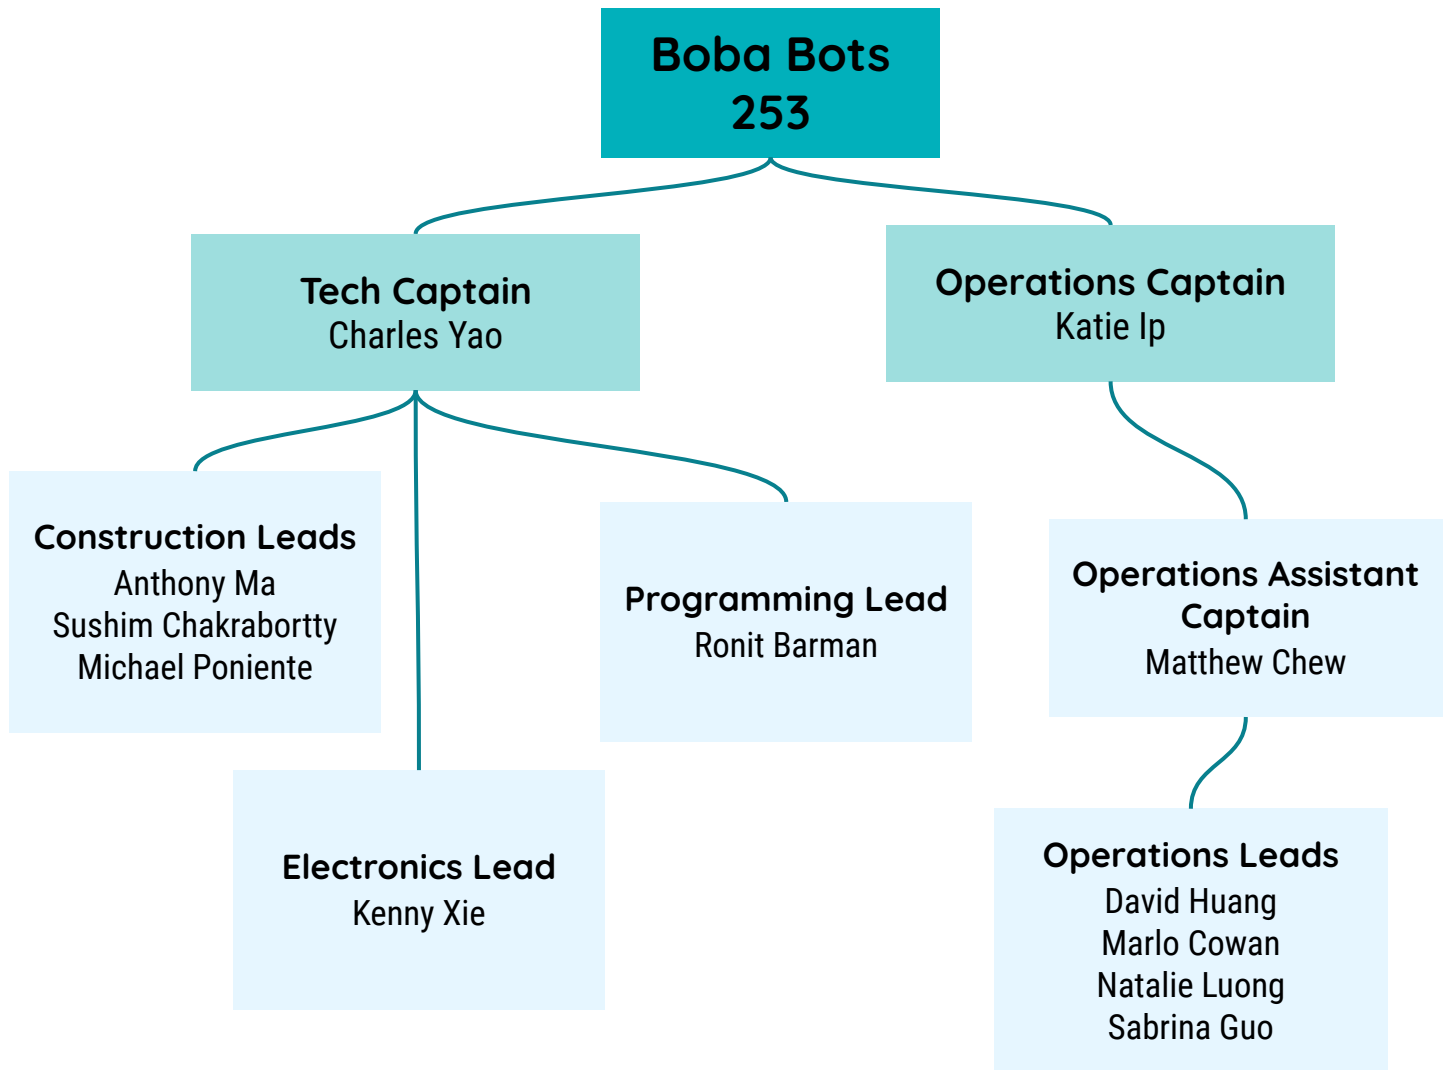 Boba Bots
253
Tech Captain
Charles Yao
Operations Captain
Katie Ip
Construction Leads
Anthony Ma
Sushim Chakrabortty
Michael Poniente
Programming Lead
Ronit Barman
Operations Assistant
Captain
Matthew Chew
Electronics Lead
Kenny Xie
Operations Leads
David Huang
Marlo Cowan
Natalie Luong
Sabrina Guo